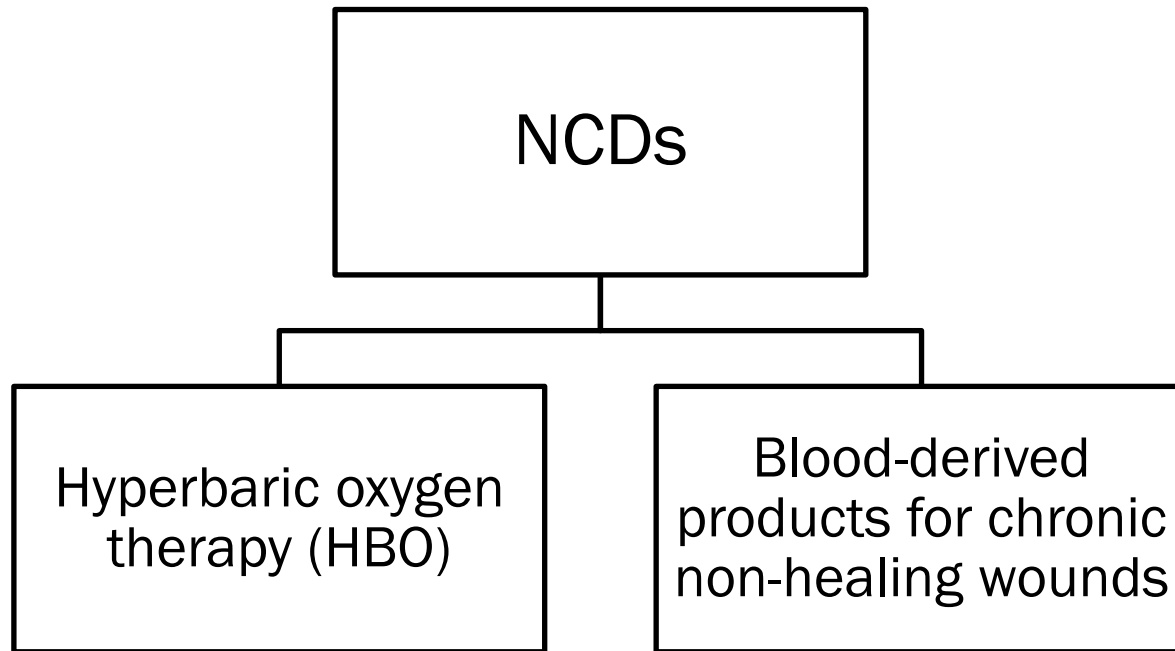 NCDs
Hyperbaric oxygen
therapy (HBO)
Blood-derived
products for chronic
non-healing wounds